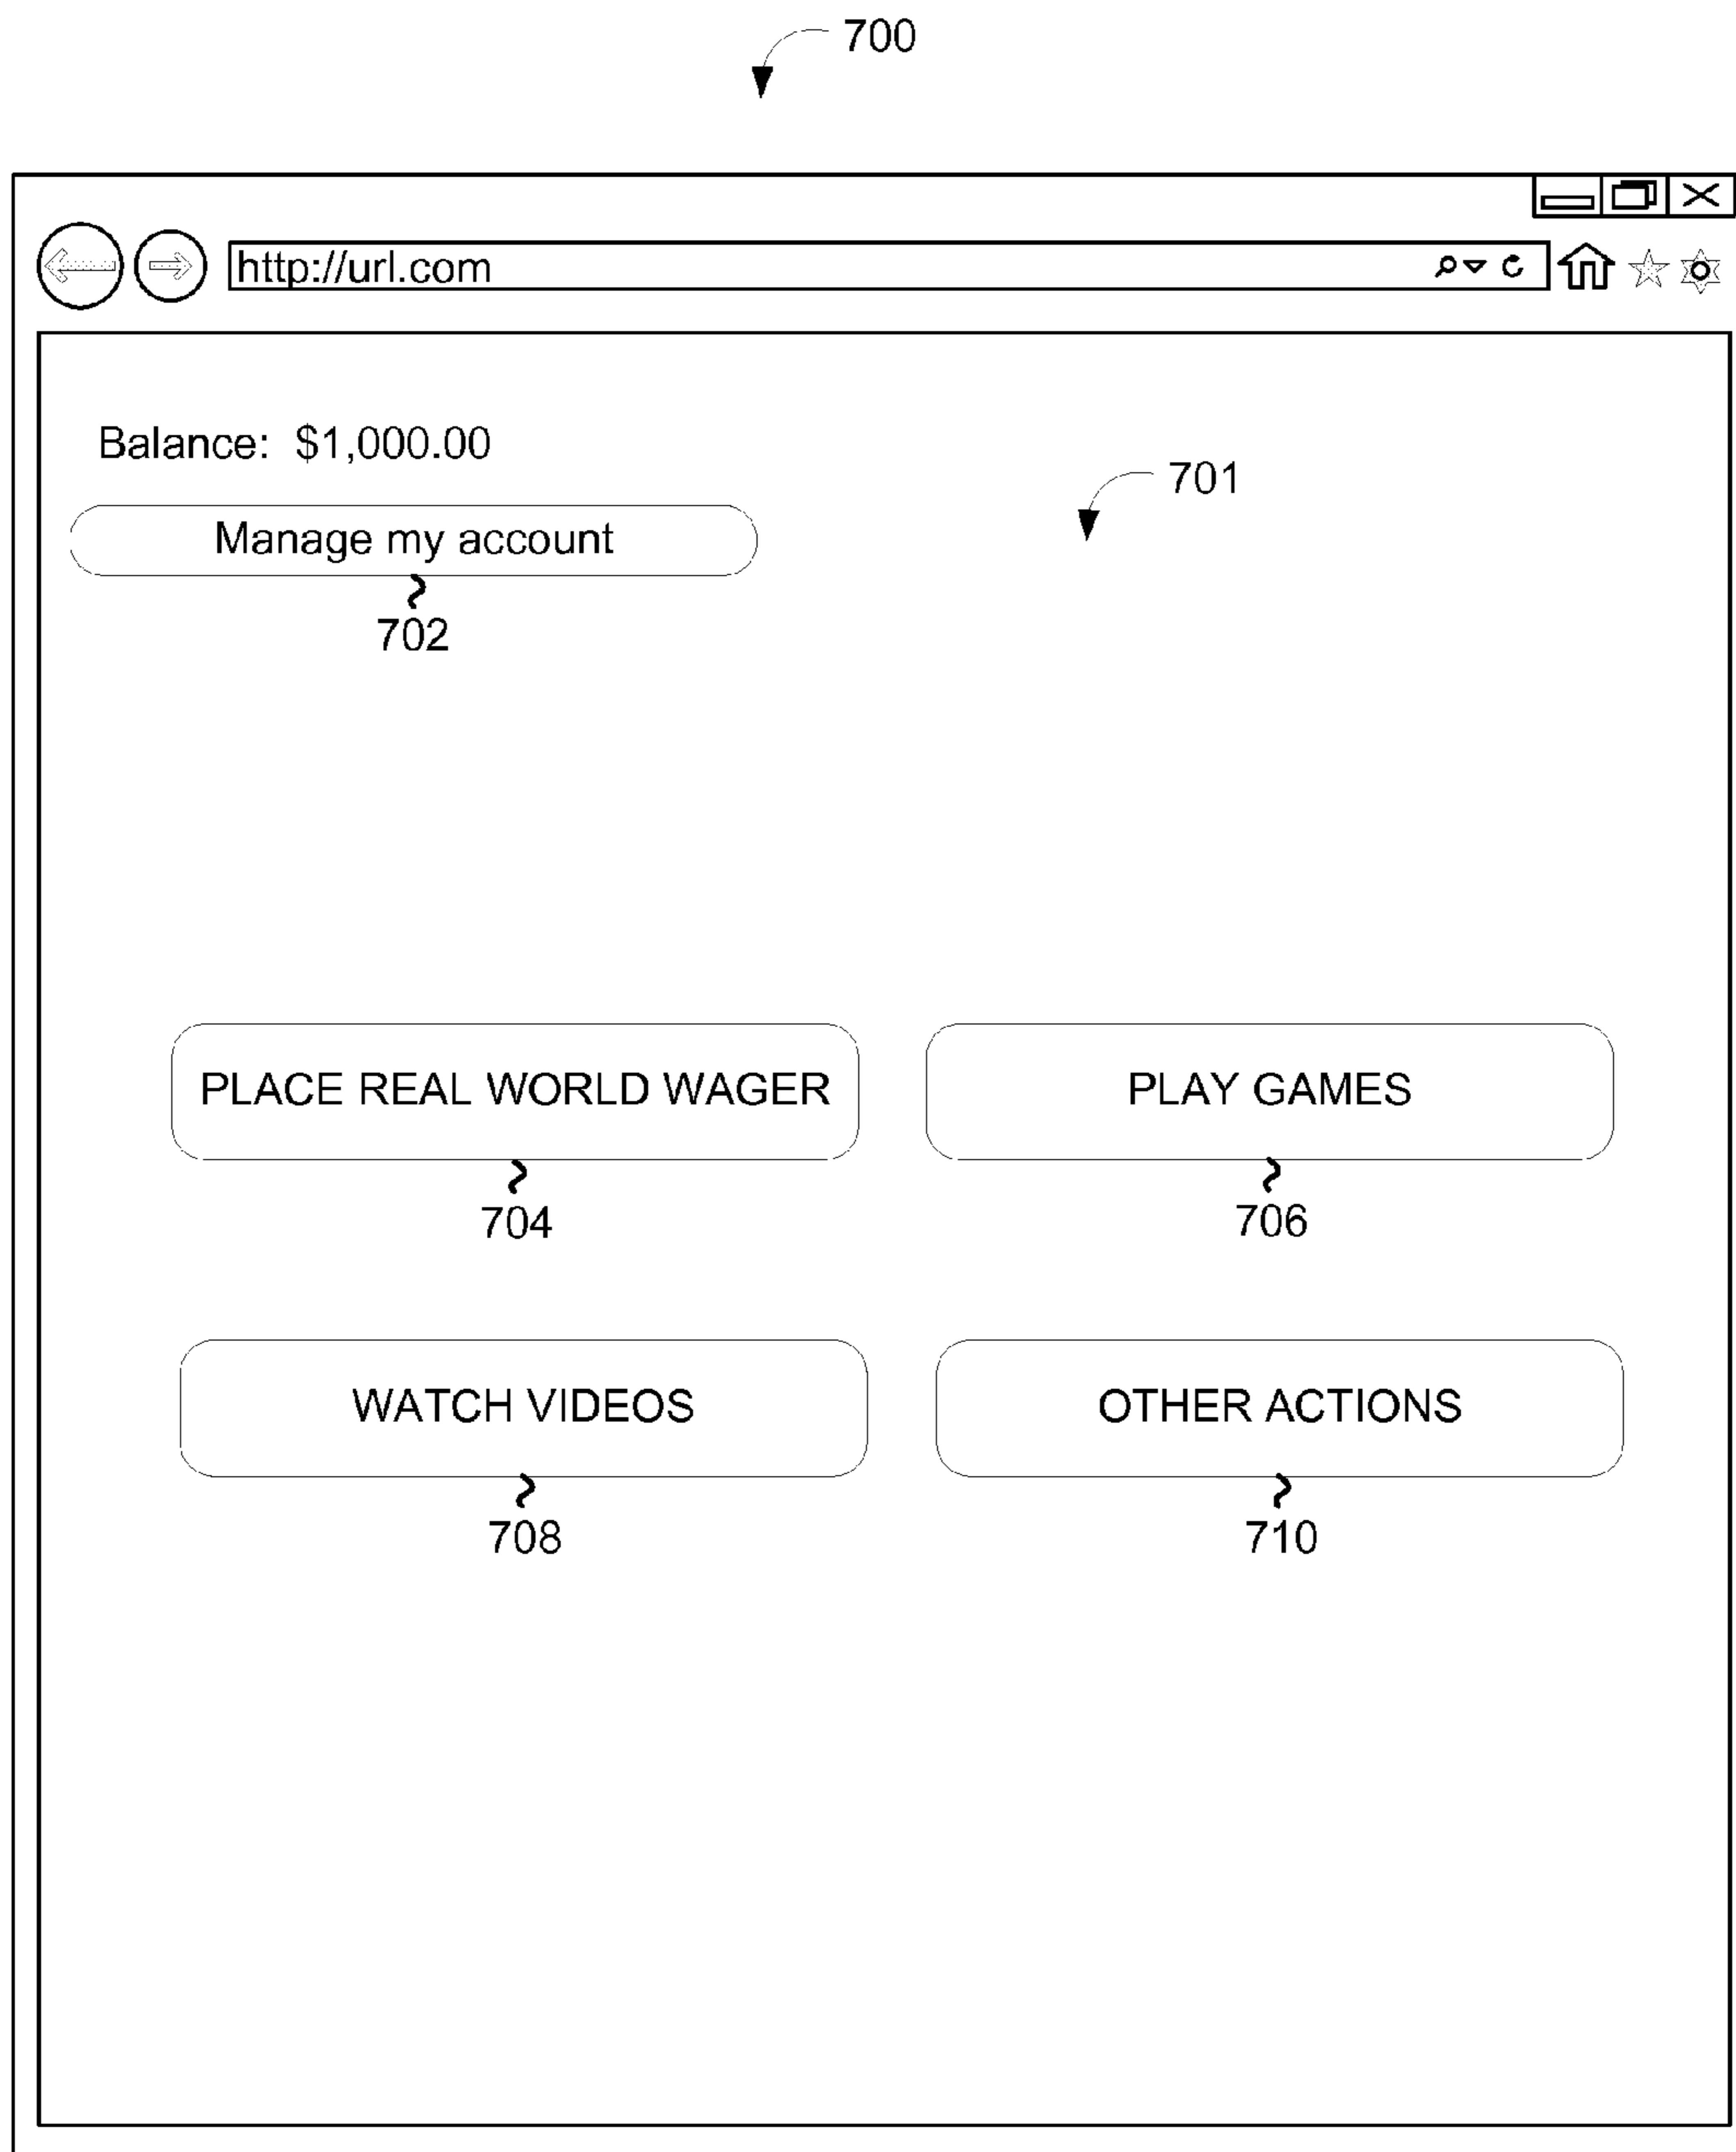 700
http://url.com
Balance: $1,000.00
701
Manage my account
702
PLACE REAL WORLD WAGER
PLAY GAMES
704
706
WATCH VIDEOS
OTHER ACTIONS
708
710